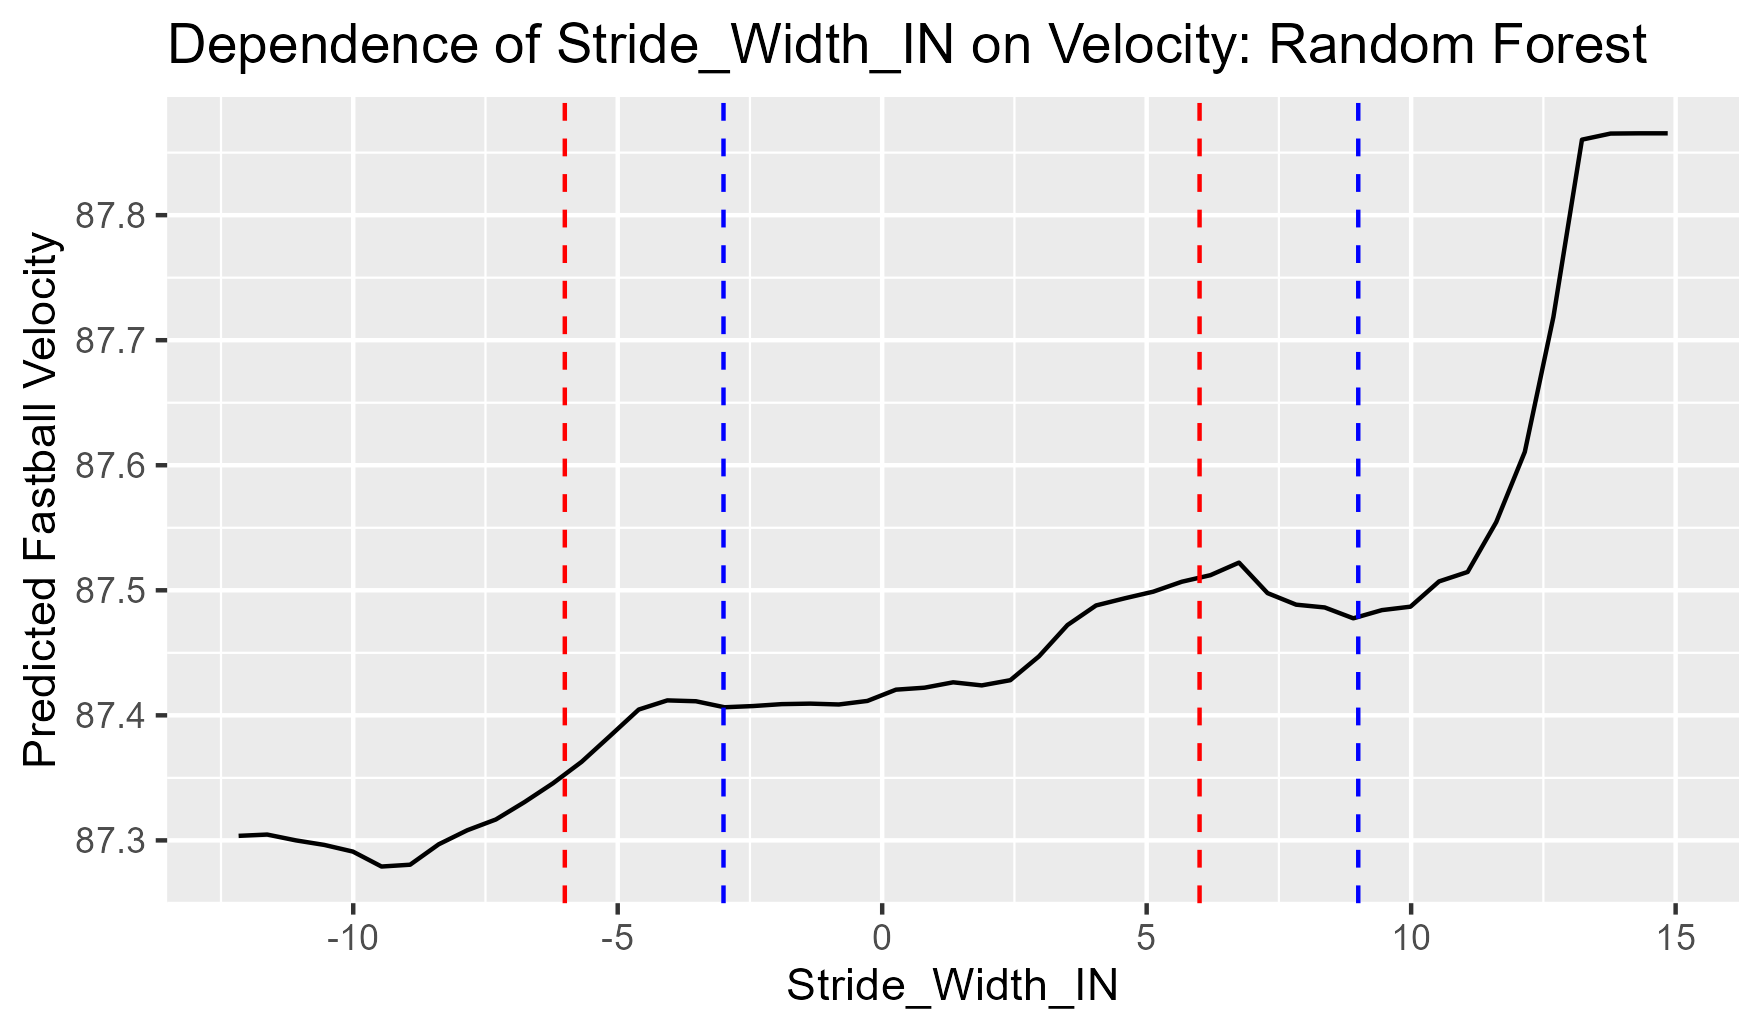 Dependence of Stride_Width_IN on Velocity: Random Forest
Predicted Fastball Velocity
87.8
87.7
87.6
87.5
87.4
87.3
-10 -5 0 5 10 15
Stride_Width_IN